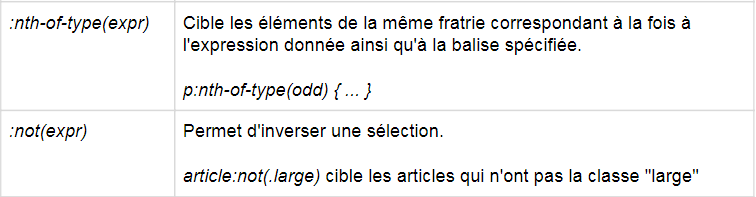 :nth-of-type(expr)
Cible les éléments de la même fratrie correspondant à la fois à
l'expression donnée ainsi qu'à la balise spécifiée.
p:nth-of-type(odd) { ... }
:not(expr)
Permet d'inverser une sélection.
article:not(.large) cible les articles qui n'ont pas la classe "large"